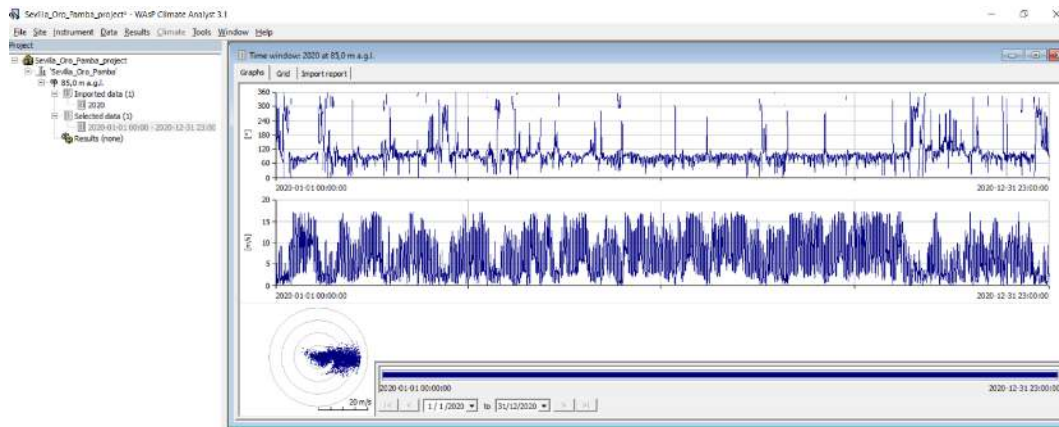 Sevilla_Oro_Pamba_project* - WAsP Climate Analyst 3.1
File Site Instrument Data Results Climate Tools Window Help
Project
Sevilla_Oro_Pamba_project
'Sevilla_Oro_Pamba'
85,0 m a.g.l.
Imported data (1)
2020
Selected data (1)
2020-01-01 00:00 - 2020-12-31 23:00
Results (none)
Time window: 2020 at 85,0 m a.g.l.
Graphs Grid Import report
360
300
240
180
120
60
0
[°]
2020-01-01 00:00:00 2020-12-31 23:00:00
20
15
10
5
0
[m/s]
2020-01-01 00:00:00 2020-12-31 23:00:00
20 m/s
2020-01-01 00:00:00 2020-12-31 23:00:00
1/ 1 /2020 to 31/12/2020